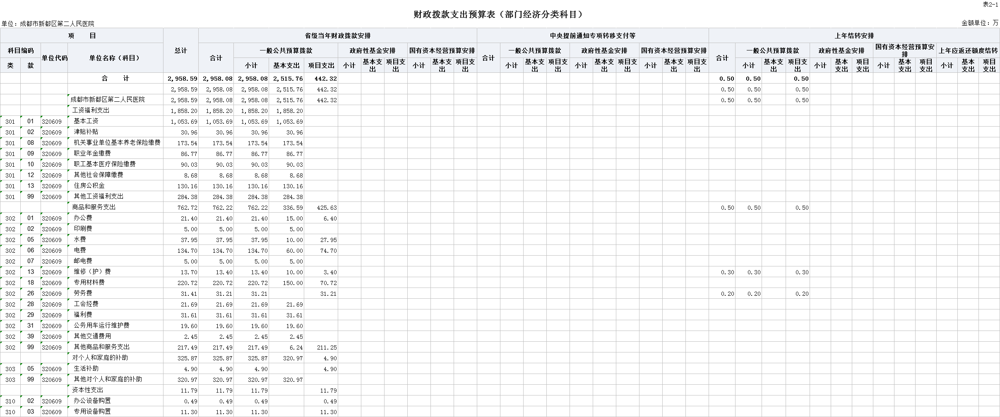 表2-1
财政拨款支出预算表（部门经济分类科目）
单位：成都市新都区第二人民医院 金额单位：万
项 目 总计 省级当年财政拨款安排 中央提前通知专项转移支付等 上年结转安排
科目编码 单位代码 单位名称（科目） 合计 一般公共预算拨款 政府性基金安排 国有资本经营预算安排 合计 一般公共预算拨款 政府性基金安排 国有资本经营预算安排 合计 一般公共预算拨款 政府性基金安排 国有资本经营预算安排 上年应返还额度结转
类 款 小计 基本支出 项目支出 小计 基本支出 项目支出 小计 基本支出 项目支出 小计 基本支出 项目支出 小计 基本支出 项目支出 小计 基本支出 项目支出 小计 基本支出 项目支出 小计 基本支出 项目支出 小计 基本支出 项目支出 小计 基本支出 项目支出
合 计 2,958.59 2,958.08 2,958.08 2,515.76 442.32 0.50 0.50 0.50
2,958.59 2,958.08 2,958.08 2,515.76 442.32 0.50 0.50 0.50
成都市新都区第二人民医院 2,958.59 2,958.08 2,958.08 2,515.76 442.32 0.50 0.50 0.50
工资福利支出 1,858.20 1,858.20 1,858.20 1,858.20
301 01 320609 基本工资 1,053.69 1,053.69 1,053.69 1,053.69
301 02 320609 津贴补贴 30.96 30.96 30.96 30.96
301 08 320609 机关事业单位基本养老保险缴费 173.54 173.54 173.54 173.54
301 09 320609 职业年金缴费 86.77 86.77 86.77 86.77
301 10 320609 职工基本医疗保险缴费 90.03 90.03 90.03 90.03
301 12 320609 其他社会保障缴费 8.68 8.68 8.68 8.68
301 13 320609 住房公积金 130.16 130.16 130.16 130.16
301 99 320609 其他工资福利支出 284.38 284.38 284.38 284.38
商品和服务支出 762.72 762.22 762.22 336.59 425.63 0.50 0.50 0.50
302 01 320609 办公费 21.40 21.40 21.40 15.00 6.40
302 02 320609 印刷费 5.00 5.00 5.00 5.00
302 05 320609 水费 37.95 37.95 37.95 10.00 27.95
302 06 320609 电费 134.70 134.70 134.70 60.00 74.70
302 07 320609 邮电费 5.00 5.00 5.00 5.00
302 13 320609 维修（护）费 13.70 13.40 13.40 10.00 3.40 0.30 0.30 0.30
302 18 320609 专用材料费 220.72 220.72 220.72 150.00 70.72
302 26 320609 劳务费 31.41 31.21 31.21 31.21 0.20 0.20 0.20
302 28 320609 工会经费 21.69 21.69 21.69 21.69
302 29 320609 福利费 31.61 31.61 31.61 31.61
302 31 320609 公务用车运行维护费 19.60 19.60 19.60 19.60
302 39 320609 其他交通费用 2.45 2.45 2.45 2.45
302 99 320609 其他商品和服务支出 217.49 217.49 217.49 6.24 211.25
对个人和家庭的补助 325.87 325.87 325.87 320.97 4.90
303 05 320609 生活补助 4.90 4.90 4.90 4.90
303 99 320609 其他对个人和家庭的补助 320.97 320.97 320.97 320.97
资本性支出 11.79 11.79 11.79 11.79
310 02 320609 办公设备购置 0.49 0.49 0.49 0.49
310 03 320609 专用设备购置 11.30 11.30 11.30 11.30